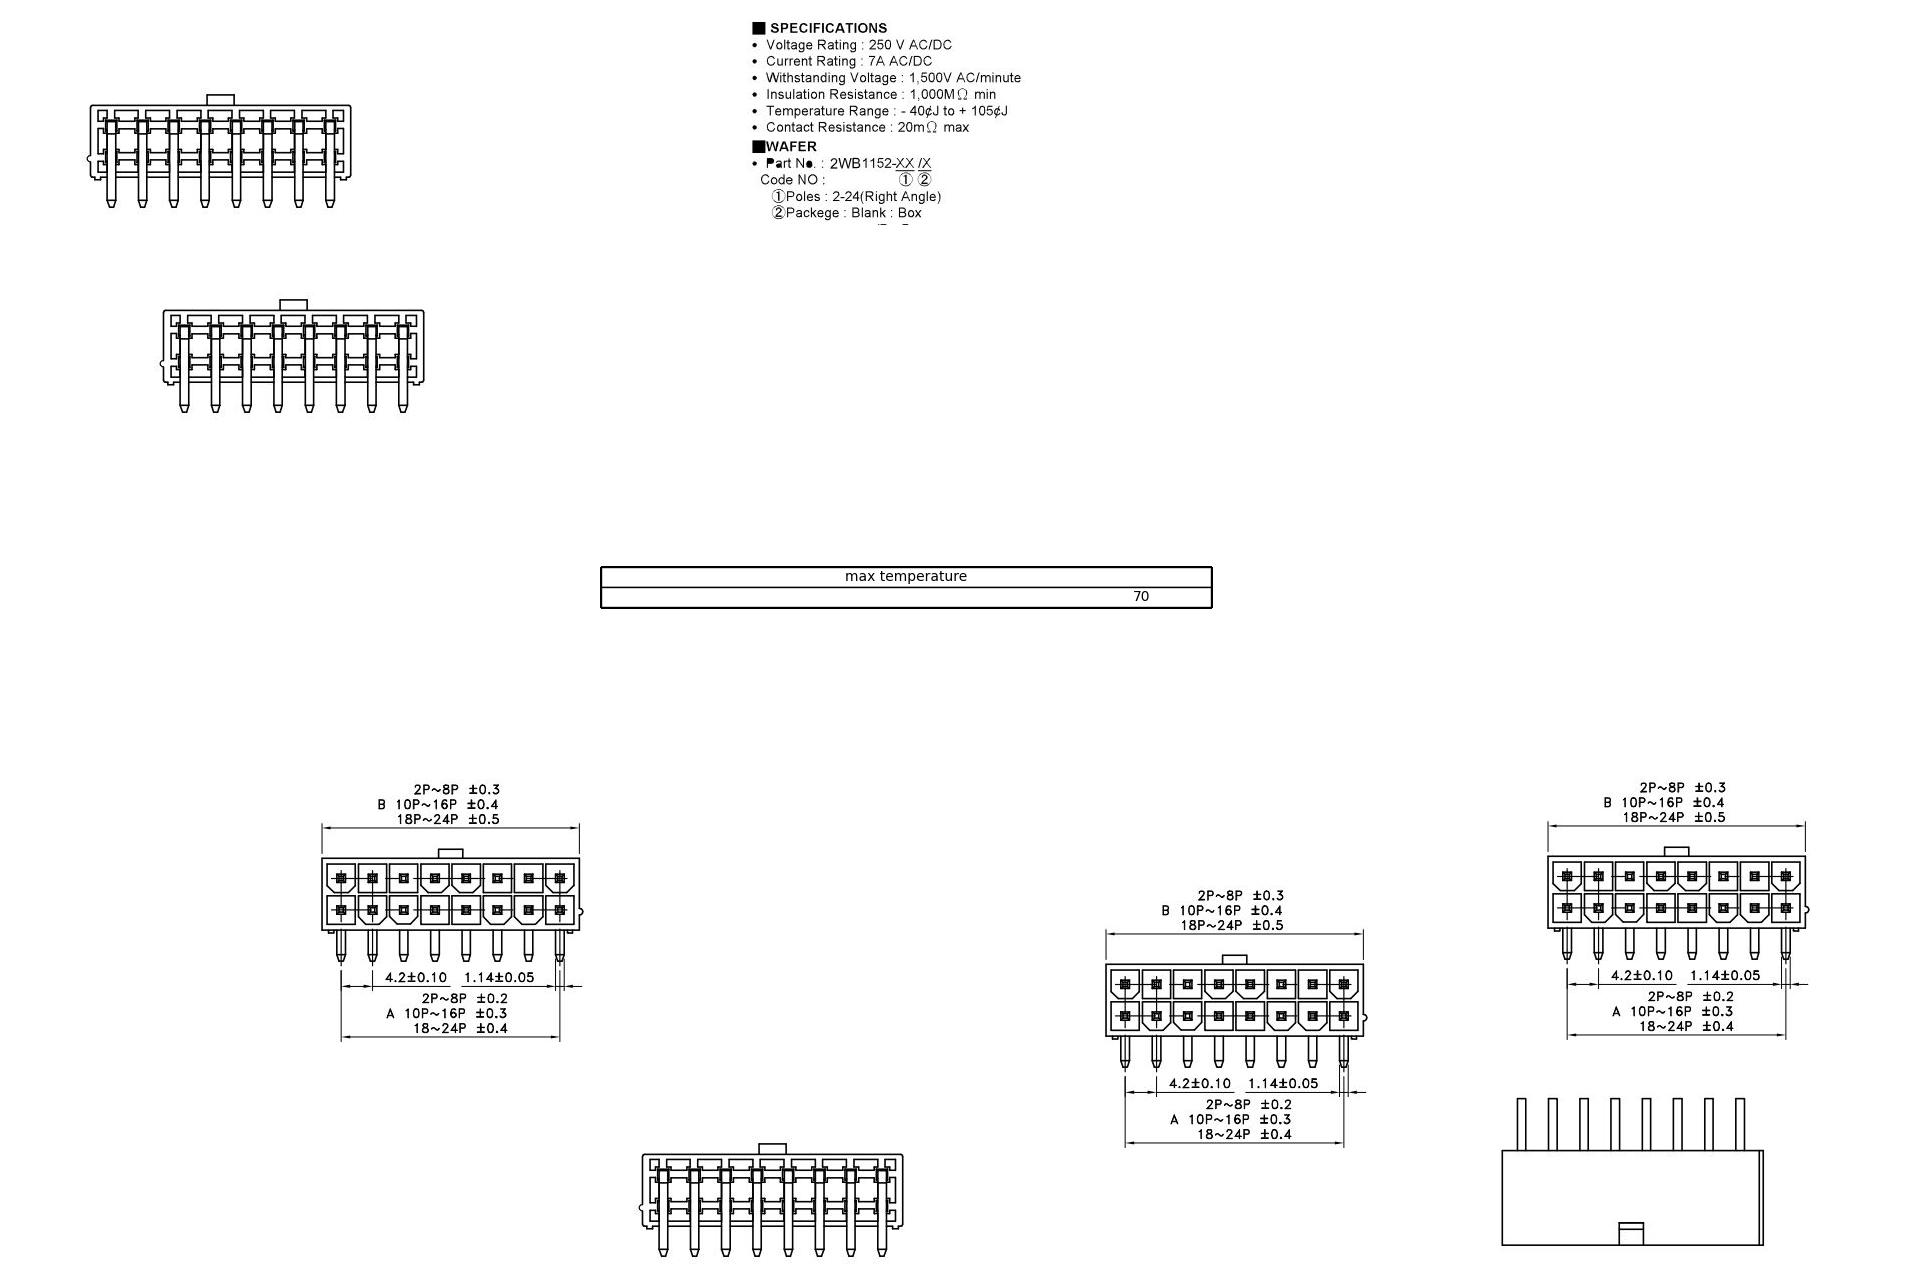 ■ SPECIFICATIONS
• Voltage Rating : 250 V AC/DC
• Current Rating : 7A AC/DC
• Withstanding Voltage : 1,500V AC/minute
• Insulation Resistance : 1,000MΩ min
• Temperature Range : - 40¢J to + 105¢J
• Contact Resistance : 20mΩ max
■WAFER
• Part No. : 2WB1152-XX /X
Code NO : ① ②
①Poles : 2-24(Right Angle)
②Packege : Blank : Box
max temperature
70
2P~8P ±0.3
B 10P~16P ±0.4
18P~24P ±0.5
4.2±0.10 1.14±0.05
2P~8P ±0.2
A 10P~16P ±0.3
18~24P ±0.4
2P~8P ±0.3
B 10P~16P ±0.4
18P~24P ±0.5
4.2±0.10 1.14±0.05
2P~8P ±0.2
A 10P~16P ±0.3
18~24P ±0.4
2P~8P ±0.3
B 10P~16P ±0.4
18P~24P ±0.5
4.2±0.10 1.14±0.05
2P~8P ±0.2
A 10P~16P ±0.3
18~24P ±0.4